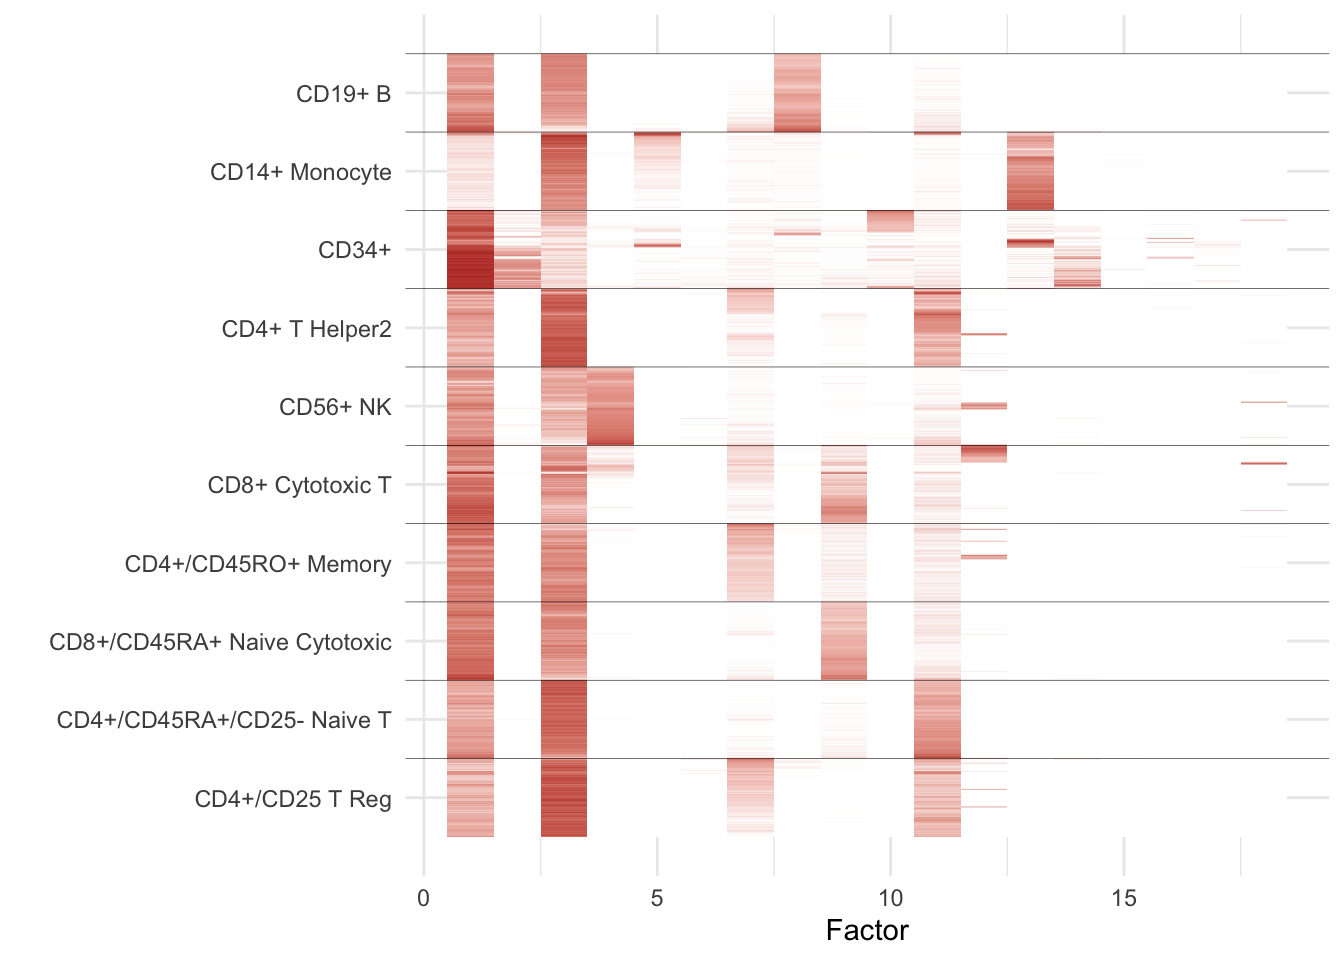 CD19+ B
CD14+ Monocyte
CD34+
CD4+ T Helper2
CD56+ NK
CD8+ Cytotoxic T
CD4+/CD45RO+ Memory
CD8+/CD45RA+ Naive Cytotoxic
CD4+/CD45RA+/CD25- Naive T
CD4+/CD25 T Reg
0 5 10 15
Factor